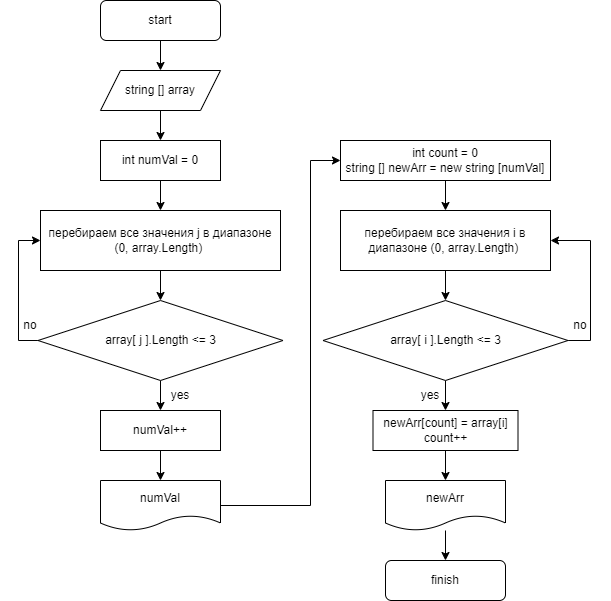 start
string [] array
int numVal = 0
перебираем все значения j в диапазоне
(0, array.Length)
no
array[ j ].Length <= 3
yes
numVal++
numVal
int count = 0
string [] newArr = new string [numVal]
перебираем все значения i в
диапазоне (0, array.Length)
no
array[ i ].Length <= 3
yes
newArr[count] = array[i]
count++
newArr
finish